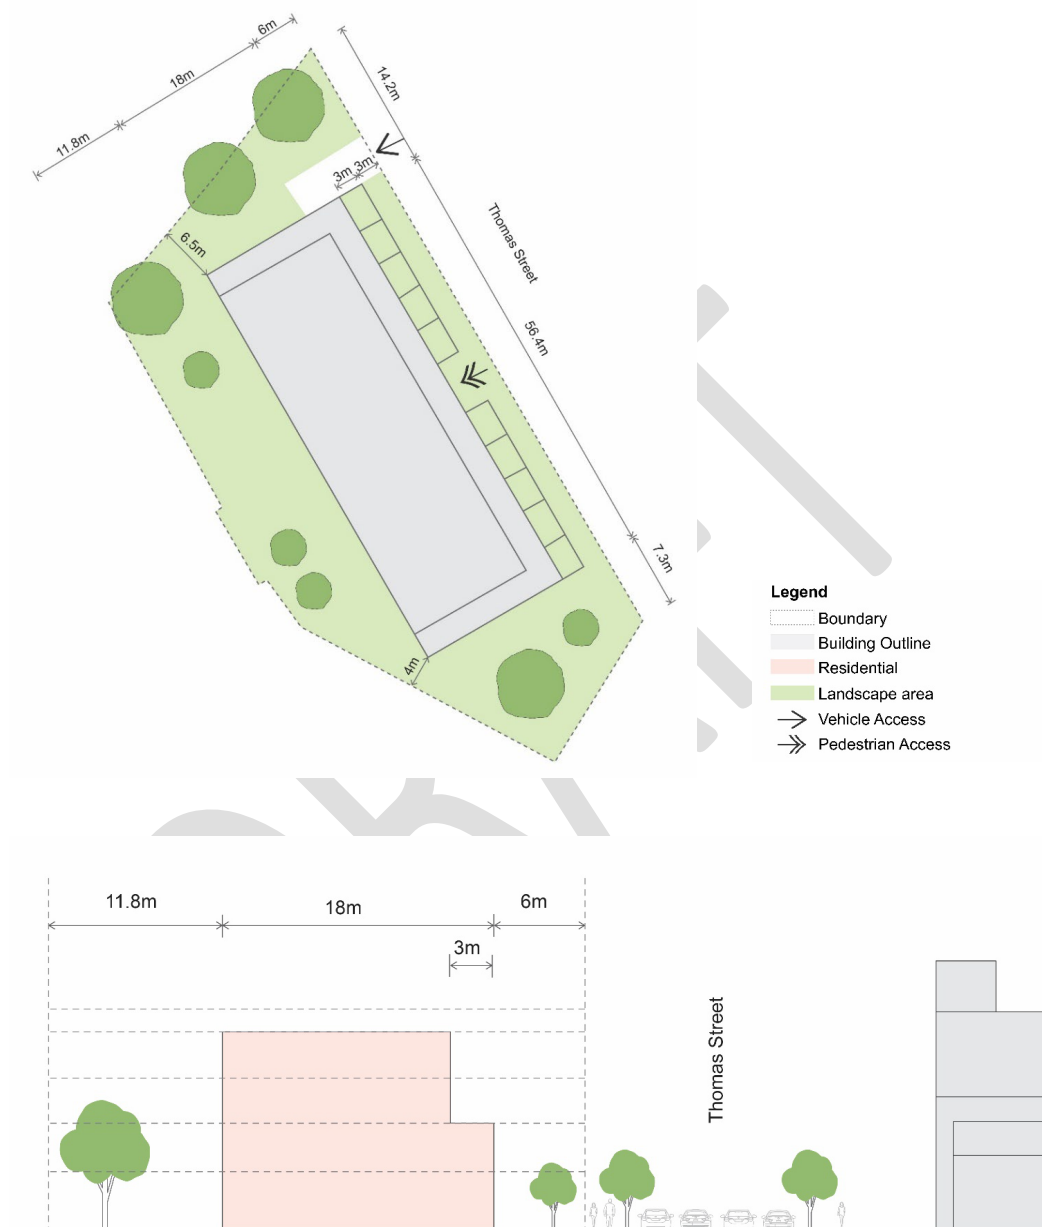 6m
18m
11.8m
14.2m
3m
3m
6.5m
Thomas Street
56.4m
7.3m
4m
Legend
Boundary
Building Outline
Residential
Landscape area
Vehicle Access
Pedestrian Access
11.8m
18m
6m
3m
Thomas Street